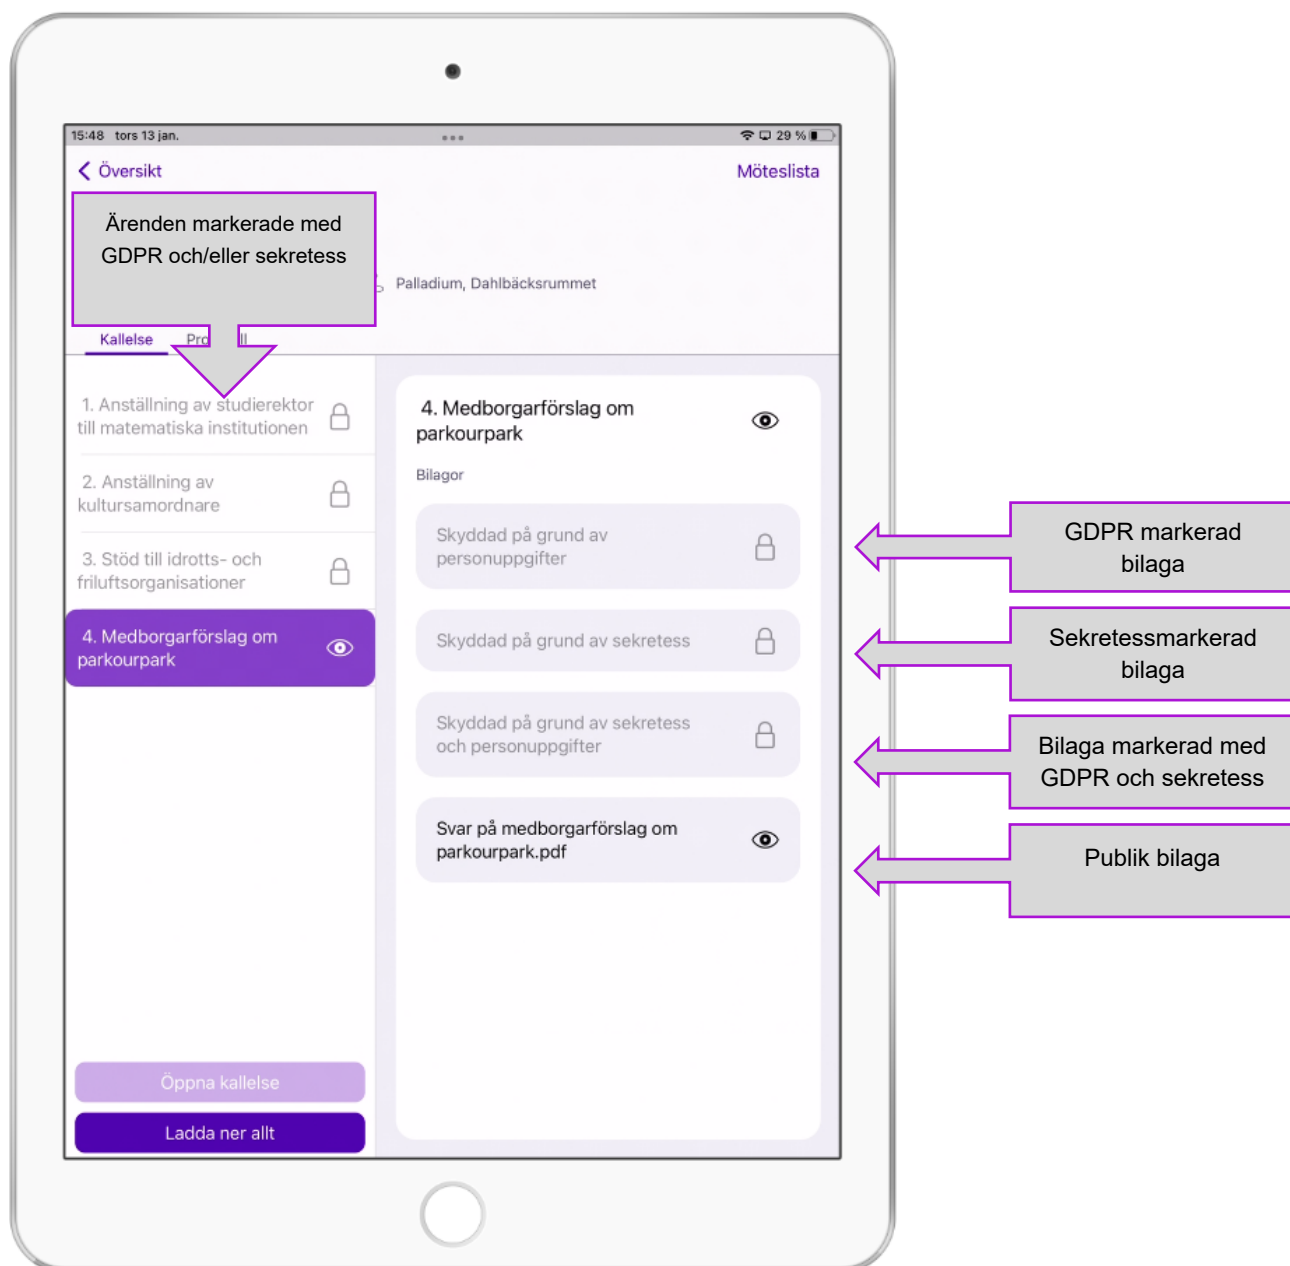 15:48 tors 13 jan.
29 %
Översikt
Möteslista
Ärenden markerade med
GDPR och/eller sekretess
Palladium, Dahlbäcksrummet
Kallelse
1. Anställning av studierektor
till matematiska institutionen
2. Anställning av
kultursamordnare
3. Stöd till idrotts- och
friluftsorganisationer
4. Medborgarförslag om
parkourpark
Öppna kallelse
Ladda ner allt
4. Medborgarförslag om
parkourpark
Bilagor
Skyddad på grund av
personuppgifter
Skyddad på grund av sekretess
Skyddad på grund av sekretess
och personuppgifter
Svar på medborgarförslag om
parkourpark.pdf
GDPR markerad
bilaga
Sekretessmarkerad
bilaga
Bilaga markerad med
GDPR och sekretess
Publik bilaga